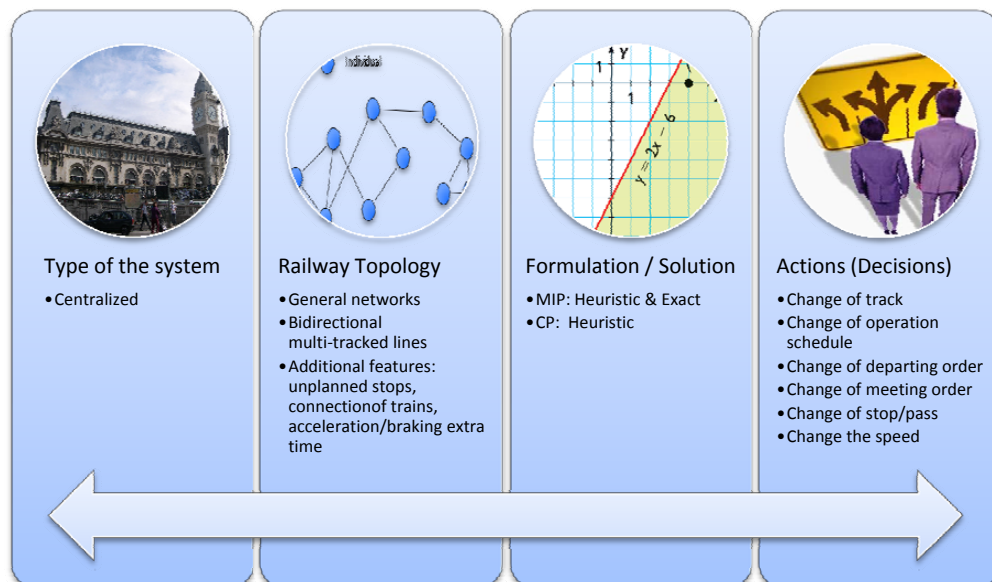 Individual
Y
1
1
y = 2x – 6
Type of the system
•Centralized
Railway Topology
•General networks
•Bidirectional
multi-tracked lines
•Additional features:
unplanned stops,
connectionof trains,
acceleration/braking extra
time
Formulation / Solution
•MIP: Heuristic & Exact
•CP: Heuristic
Actions (Decisions)
•Change of track
•Change of operation
schedule
•Change of departing order
•Change of meeting order
•Change of stop/pass
•Change the speed